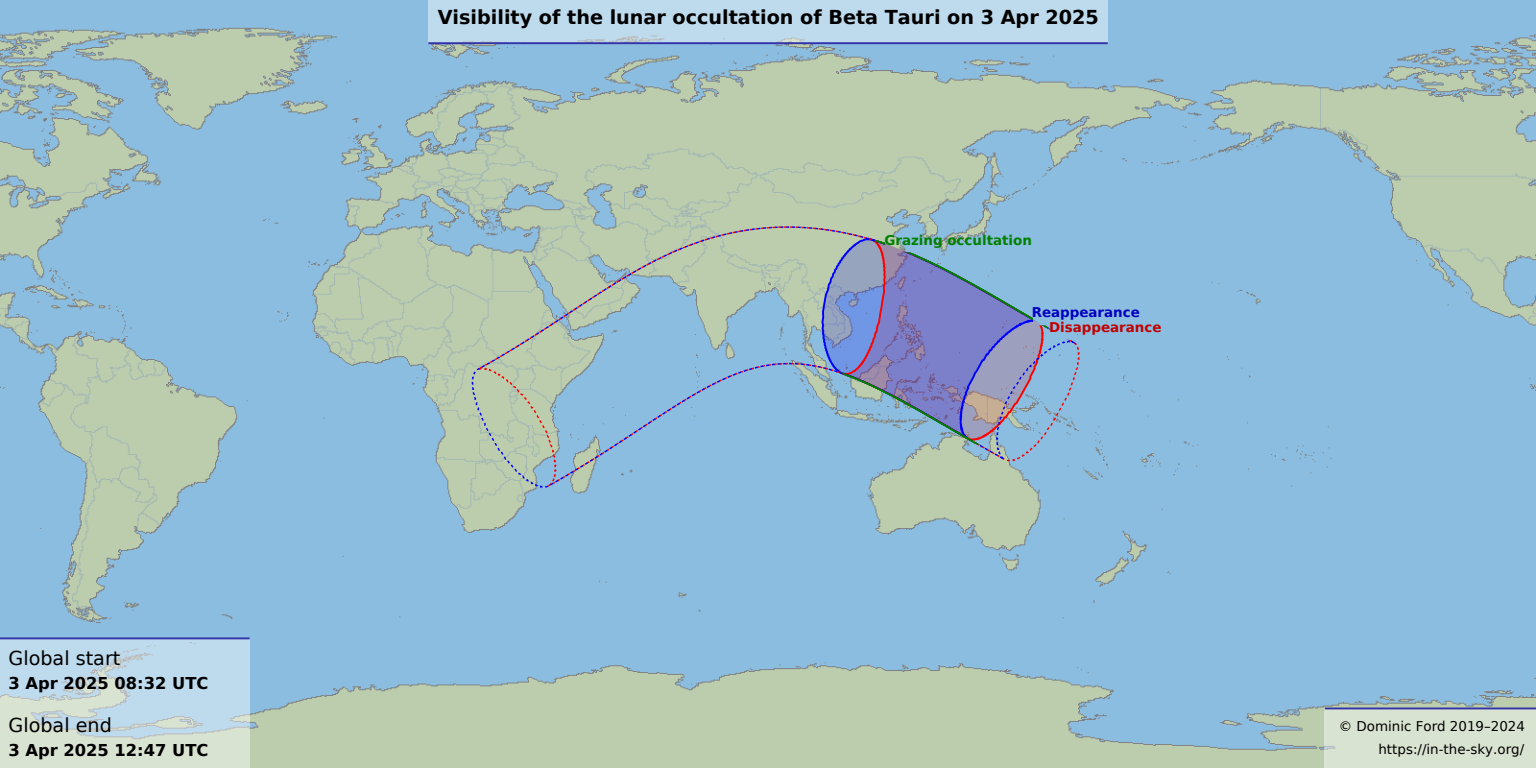 Visibility of the lunar occultation of Beta Tauri on 3 Apr 2025
Grazing occultation
Reappearance
Disappearance
Global start
3 Apr 2025 08:32 UTC
Global end
3 Apr 2025 12:47 UTC
© Dominic Ford 2019–2024
https://in-the-sky.org/